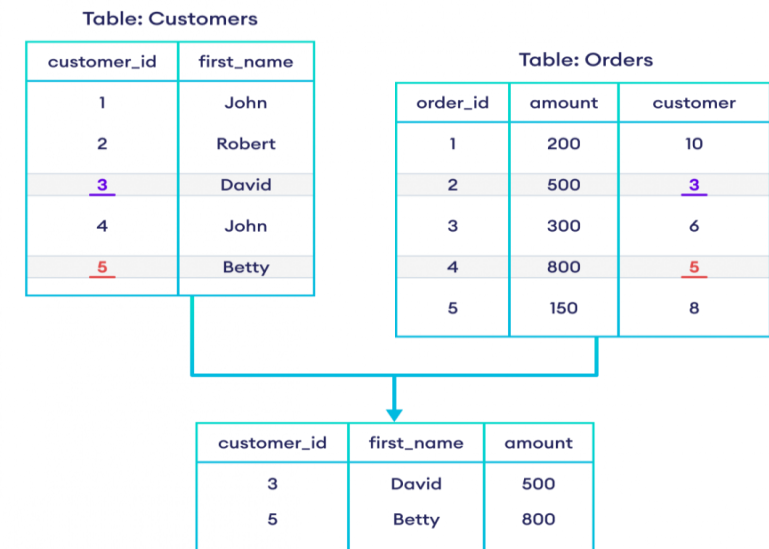 Table: Customers
customer_id first_name
1 John
2 Robert
3 David
4 John
5 Betty
Table: Orders
order_id amount customer
1 200 10
2 500 3
3 300 6
4 800 5
5 150 8
customer_id first_name amount
3 David 500
5 Betty 800